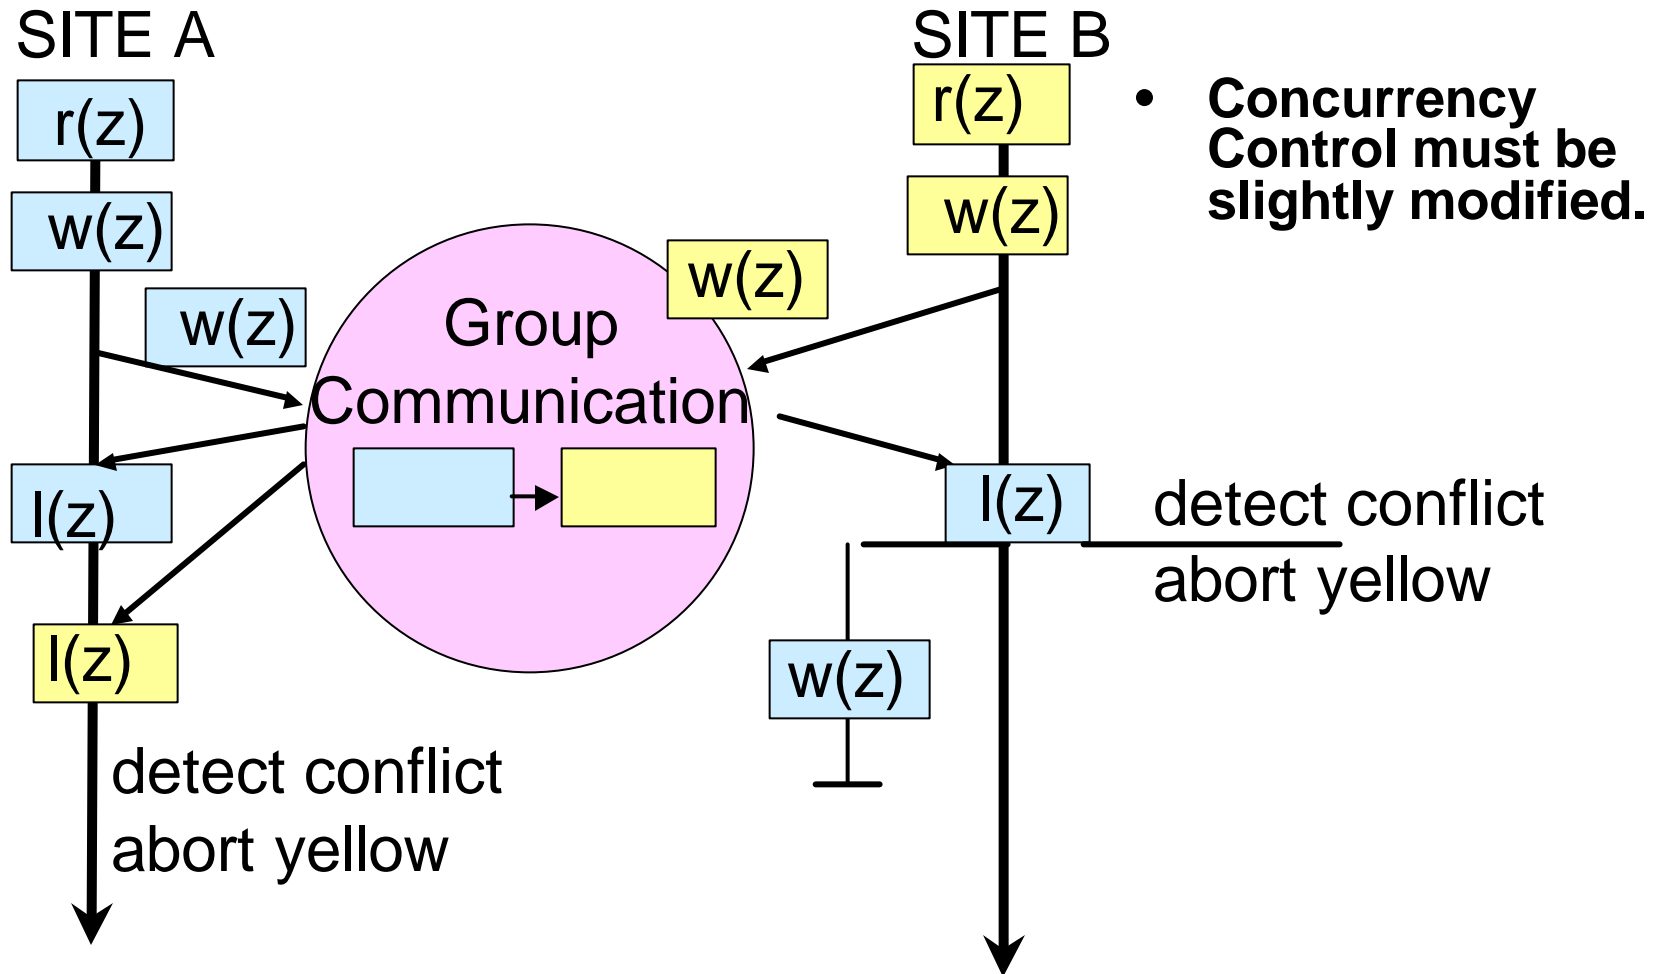 SITE A
SITE B
r(z)
r(z)
• Concurrency
Control must be
slightly modified.
w(z)
w(z)
w(z)
w(z)
Group
Communication
l(z)
l(z)
detect conflict
abort yellow
l(z)
w(z)
detect conflict
abort yellow